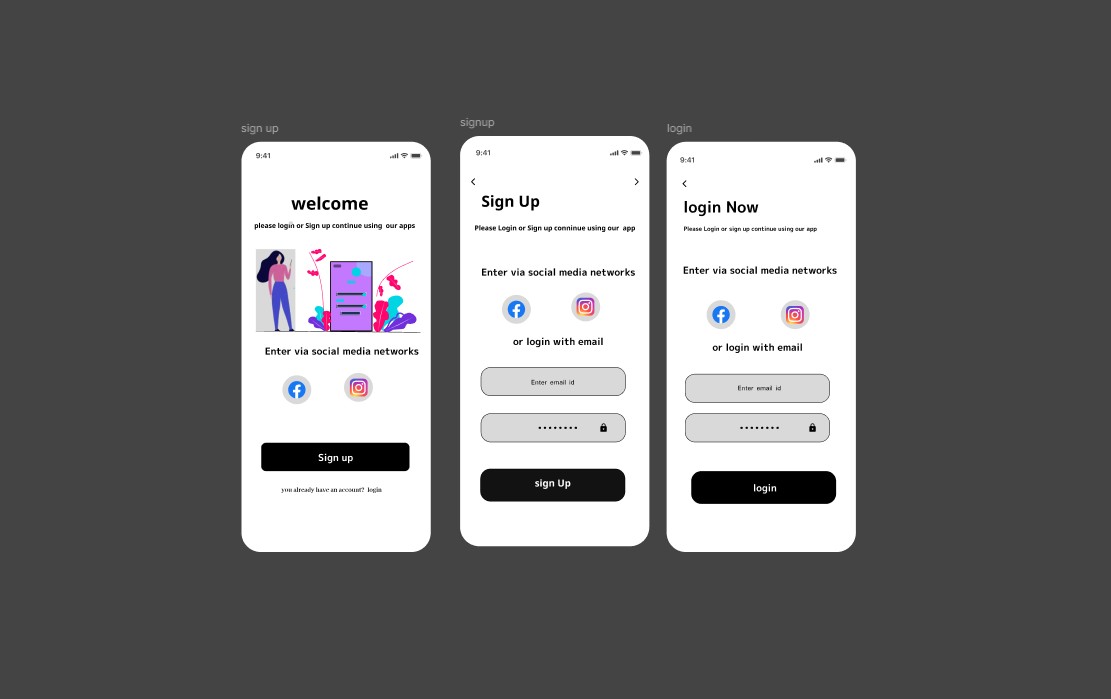 sign up
9:41
welcome
please login or Sign up continue using our apps
Enter via social media networks
Sign up
you already have an account? login
signup
9:41
Sign Up
Please Login or Sign up conninue using our app
Enter via social media networks
or login with email
Enter email id
sign Up
login
9:41
login Now
Please Login or sign up continue using our app
Enter via social media networks
or login with email
Enter email id
login